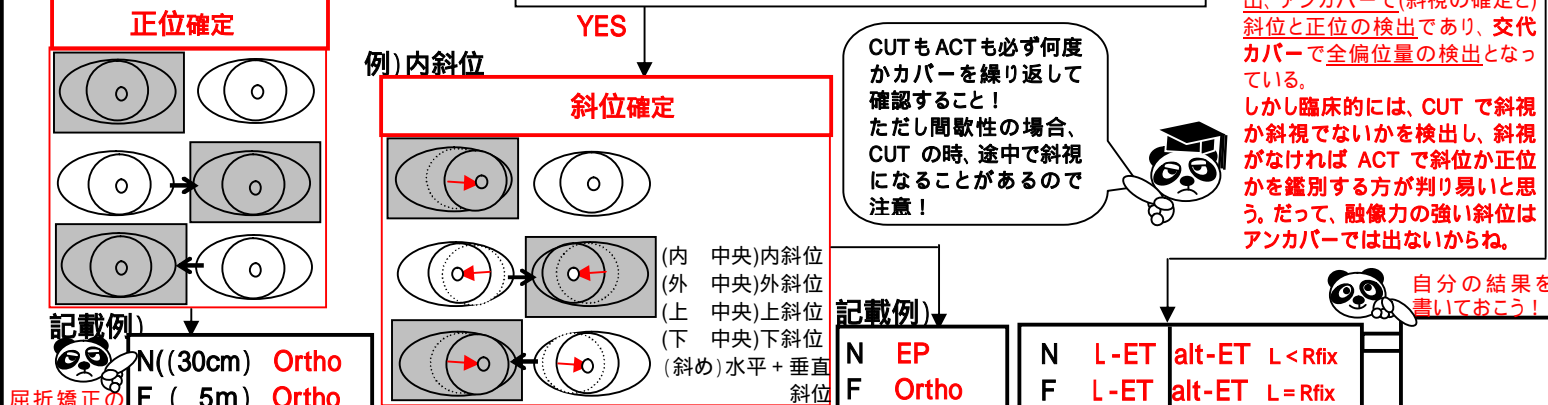 正位確定
YES
例)内斜位
斜位確定
(内　中央)内斜位
(外　中央)外斜位
(上　中央)上斜位
(下　中央)下斜位
(斜め)水平＋垂直
斜位
CUTもACTも必ず何度
かカバーを繰り返して
確認すること！
ただし間歇性の場合、
CUT の時、途中で斜視
になることがあるので
注意！
斜位と正位の検出であり、交代
カバーで全偏位量の検出となっ
ている。
しかし臨床的には、CUT で斜視
か斜視でないかを検出し、斜視
がなければ ACT で斜位か正位
かを鑑別する方が判り易いと思
う。だって、融像力の強い斜位は
アンカバーでは出ないからね。
自分の結果を
書いておこう！
記載例)
N((30cm) Ortho
F ( 5m) Ortho
屈折矯正の
記載例)
N EP
F Ortho
N L-ET alt-ET L<Rfix
F L-ET alt-ET L=Rfix